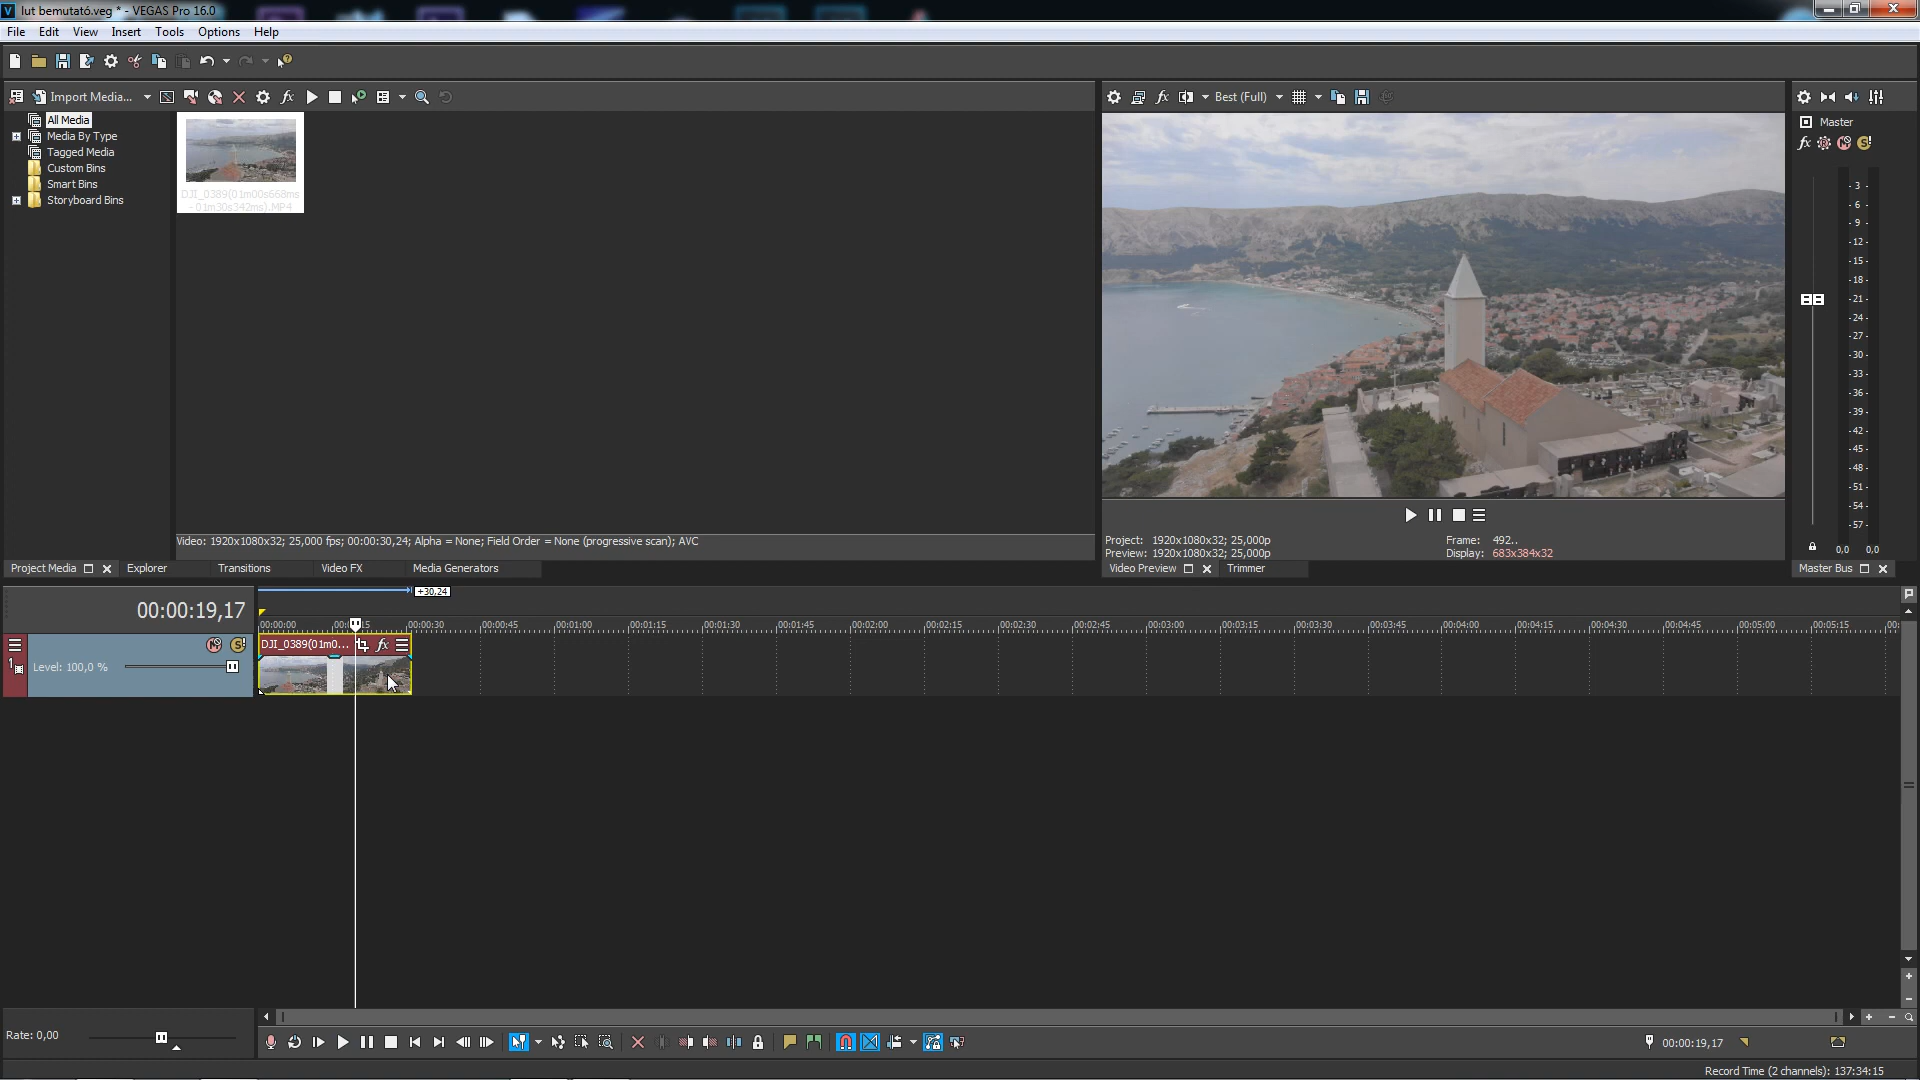 lut bemutató.veg * - VEGAS Pro 16.0
File Edit View Insert Tools Options Help
Import Media...
Best (Full)
All Media
Media By Type
Tagged Media
Custom Bins
Smart Bins
Storyboard Bins
DJI_0389(01m00s668ms
- 01m30s342ms).MP4
Master
3
6
9
12
15
18
21
24
27
30
33
36
39
42
45
48
51
54
57
0,0 0,0
Video: 1920x1080x32; 25,000 fps; 00:00:30,24; Alpha = None; Field Order = None (progressive scan); AVC
Project: 1920x1080x32; 25,000p
Preview: 1920x1080x32; 25,000p
Frame: 492..
Display: 683x384x32
Project Media Explorer Transitions Video FX Media Generators
Video Preview Trimmer
Master Bus
+30,24
00:00:19,17
00:00:00 00:00:15 00:00:30 00:00:45 00:01:00 00:01:15 00:01:30 00:01:45 00:02:00 00:02:15 00:02:30 00:02:45 00:03:00 00:03:15 00:03:30 00:03:45 00:04:00 00:04:15 00:04:30 00:04:45 00:05:00 00:05:15 00:
DJI_0389(01m0...
1
Level: 100,0 %
Rate: 0,00
00:00:19,17
Record Time (2 channels): 137:34:15